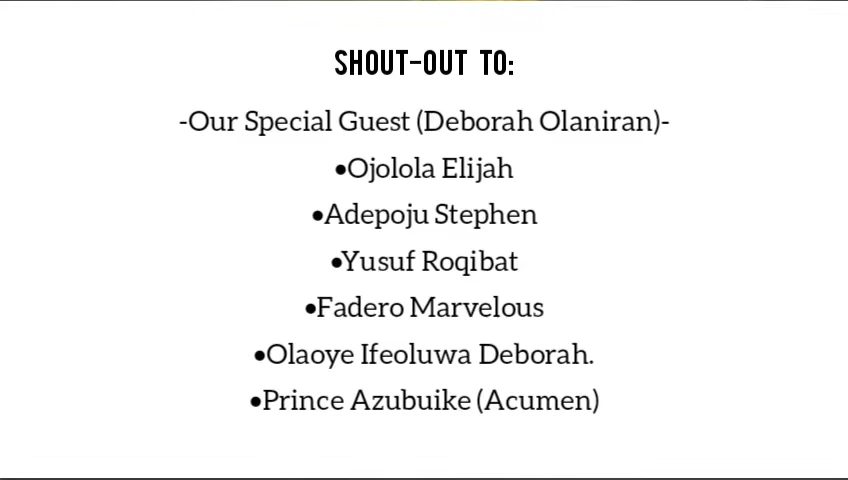 SHOUT-OUT TO:
-Our Special Guest (Deborah Olaniran)-
•Ojolola Elijah
•Adepoju Stephen
•Yusuf Roqibat
•Fadero Marvelous
•Olaoye Ifeoluwa Deborah.
•Prince Azubuike (Acumen)